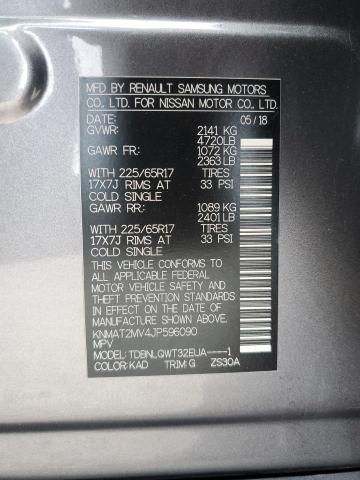 MFD BY RENAULT SAMSUNG MOTORS
CO., LTD. FOR NISSAN MOTOR CO., LTD.
DATE: 05 / 18
GVWR: 2141 KG
4720LB
GAWR FR: 1072 KG
2363LB
WITH 225/65R17 TIRES
17X7J RIMS AT 33 PSI
COLD SINGLE
GAWR RR: 1089 KG
2401LB
WITH 225/65R17 TIRES
17X7J RIMS AT 33 PSI
COLD SINGLE
THIS VEHICLE CONFORMS TO
ALL APPLICABLE FEDERAL
MOTOR VEHICLE SAFETY AND
THEFT PREVENTION STANDARDS
IN EFFECT ON THE DATE OF
MANUFACTURE SHOWN ABOVE.
KNMAT2MV4JP596090
MPV
MODEL: TDBNLQWT32EUA----1
COLOR:KAD TRIM:G ZS30A